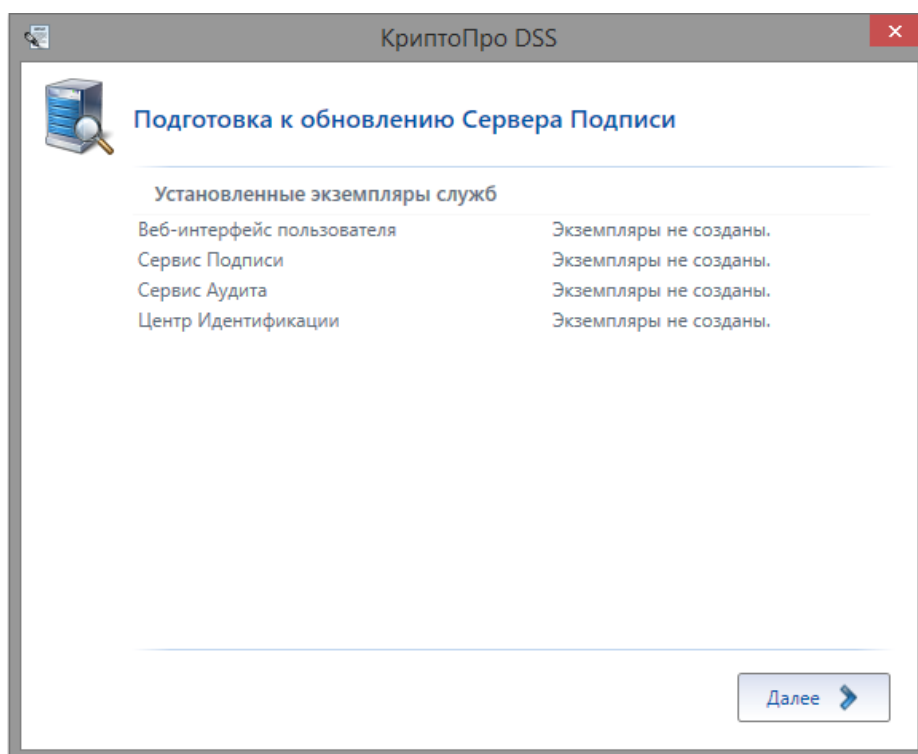 КриптоПро DSS
Подготовка к обновлению Сервера Подписи
Установленные экземпляры служб
Веб-интерфейс пользователя Экземпляры не созданы.
Сервис Подписи Экземпляры не созданы.
Сервис Аудита Экземпляры не созданы.
Центр Идентификации Экземпляры не созданы.
Далее